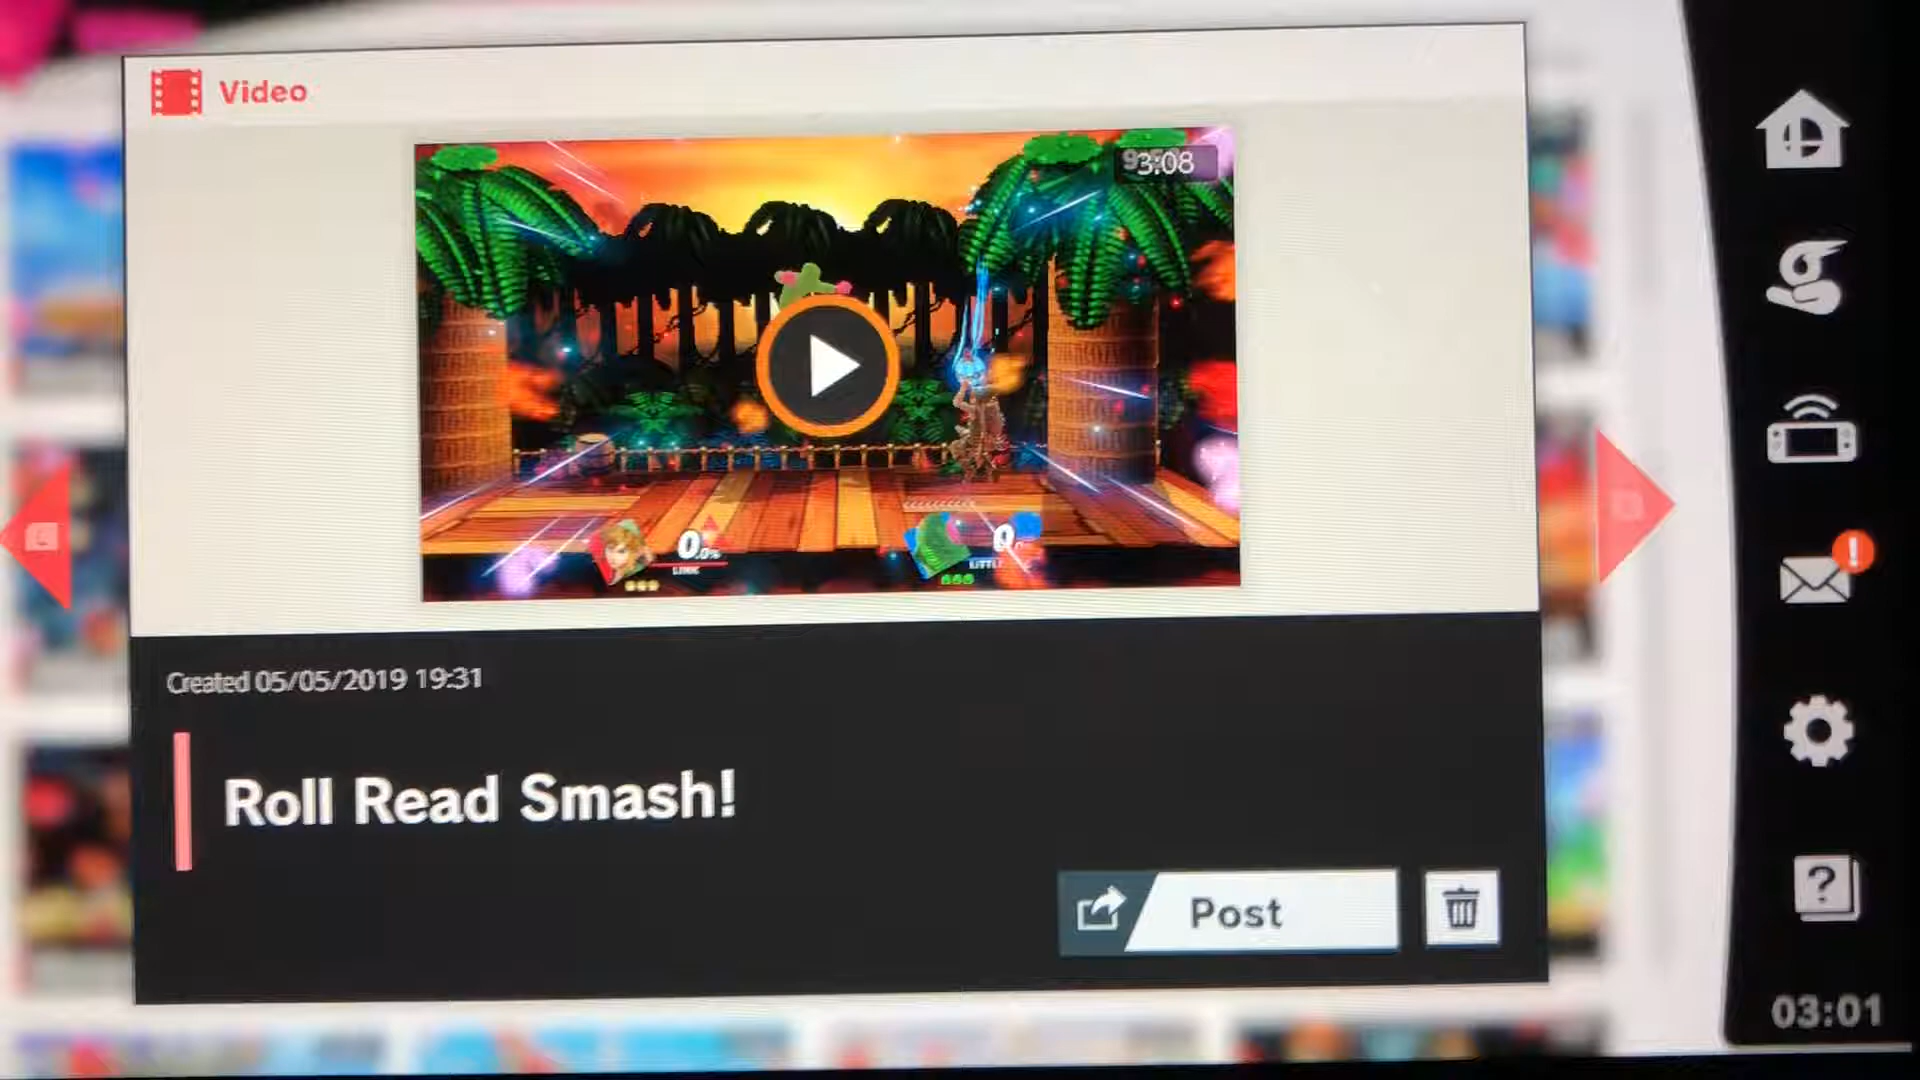 Video
3:08
0.0%
LINK
0
LITTL
Created 05/05/2019 19:31
Roll Read Smash!
Post
?
!
03:01